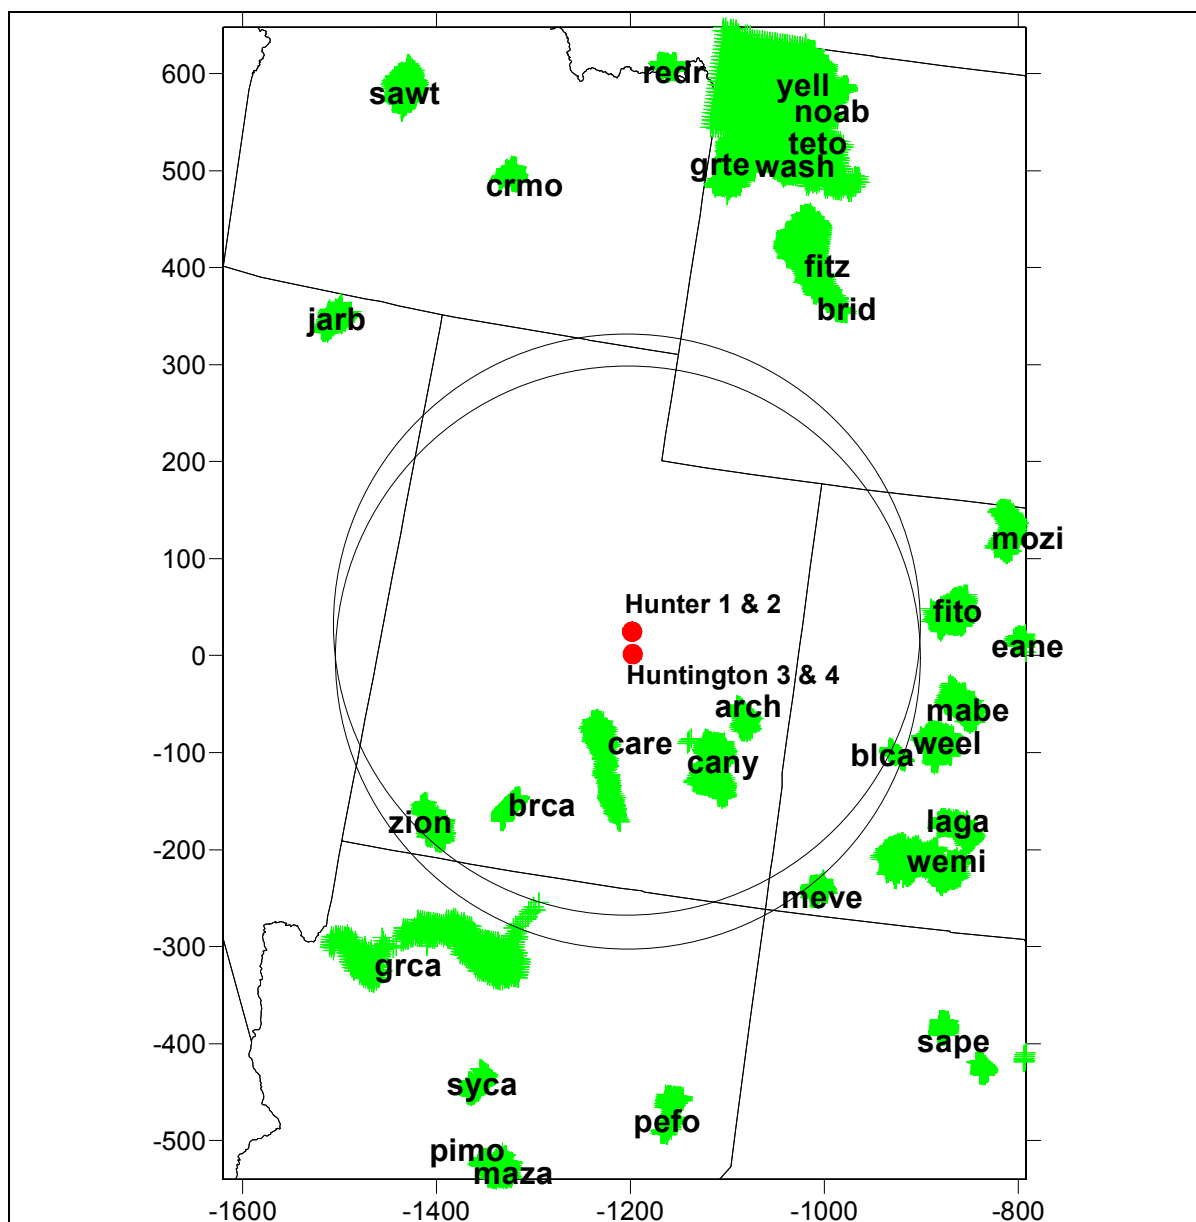 600
redr
yell
sawt
noab
teto
500
grte
wash
crmo
400
fitz
brid
jarb
300
200
100
mozi
Hunter 1 & 2
fito
0
eane
Huntington 3 & 4
arch
mabe
-100
care
weel
blca
cany
brca
zion
laga
-200
wemi
meve
-300
grca
-400
sape
syca
pefo
-500
pimo
maza
-1600
-1400
-1200
-1000
-800